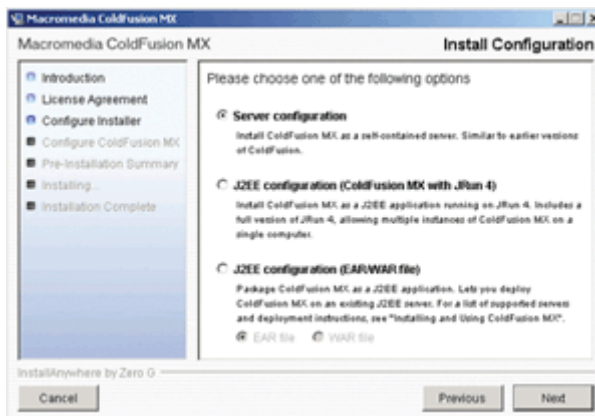 Macromedia ColdFusion MX
Macromedia ColdFusion MX
Install Configuration
Introduction
License Agreement
Configure Installer
Configure ColdFusion MX
Pre-Installation Summary
Installing...
Installation Complete
Please choose one of the following options
Server configuration
Install ColdFusion MX as a self-contained server. Similar to earlier versions
of ColdFusion.
J2EE configuration (ColdFusion MX with JRun 4)
Install ColdFusion MX as a J2EE application running on JRun 4. Includes a
full version of JRun 4, allowing multiple instances of ColdFusion MX on a
single computer.
J2EE configuration (EAR/WAR file)
Package ColdFusion MX as a J2EE application. Lets you deploy
ColdFusion MX on an existing J2EE server. For a list of supported servers
and deployment instructions, see "Installing and Using ColdFusion MX".
EAR file WAR file
InstallAnywhere by Zero G
Cancel Previous Next